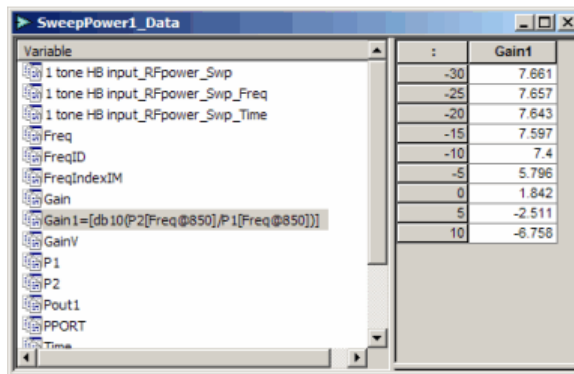 SweepPower1_Data
Variable
1 tone HB input_RFpower_Swp
1 tone HB input_RFpower_Swp_Freq
1 tone HB input_RFpower_Swp_Time
Freq
FreqID
FreqIndexIM
Gain
Gain1=[db10(P2[Freq@850]/P1[Freq@850])]
GainV
P1
P2
Pout1
PPORT
Time
: Gain1
-30 7.661
-25 7.657
-20 7.643
-15 7.597
-10 7.4
-5 5.796
0 1.842
5 -2.511
10 -6.758